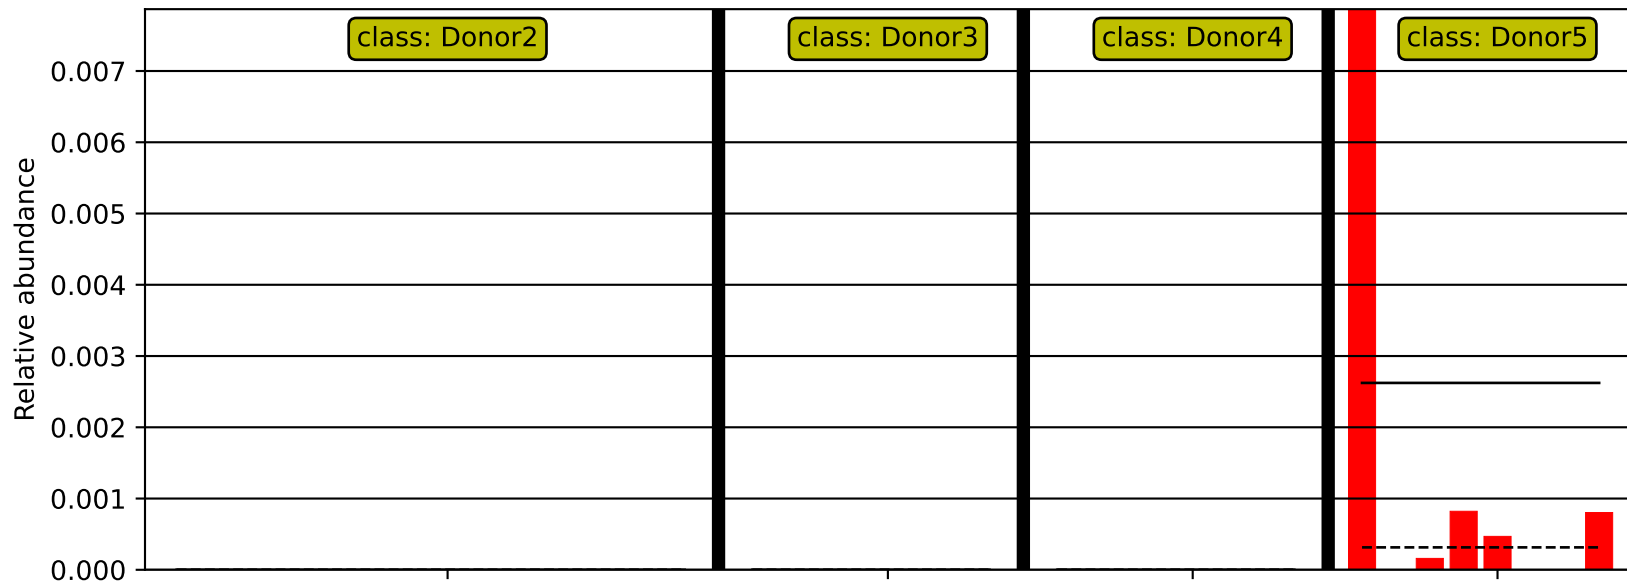 class: Donor2
class: Donor3
class: Donor4
class: Donor5
0.007
0.006
0.005
0.004
0.003
0.002
0.001
0.000
Relative abundance